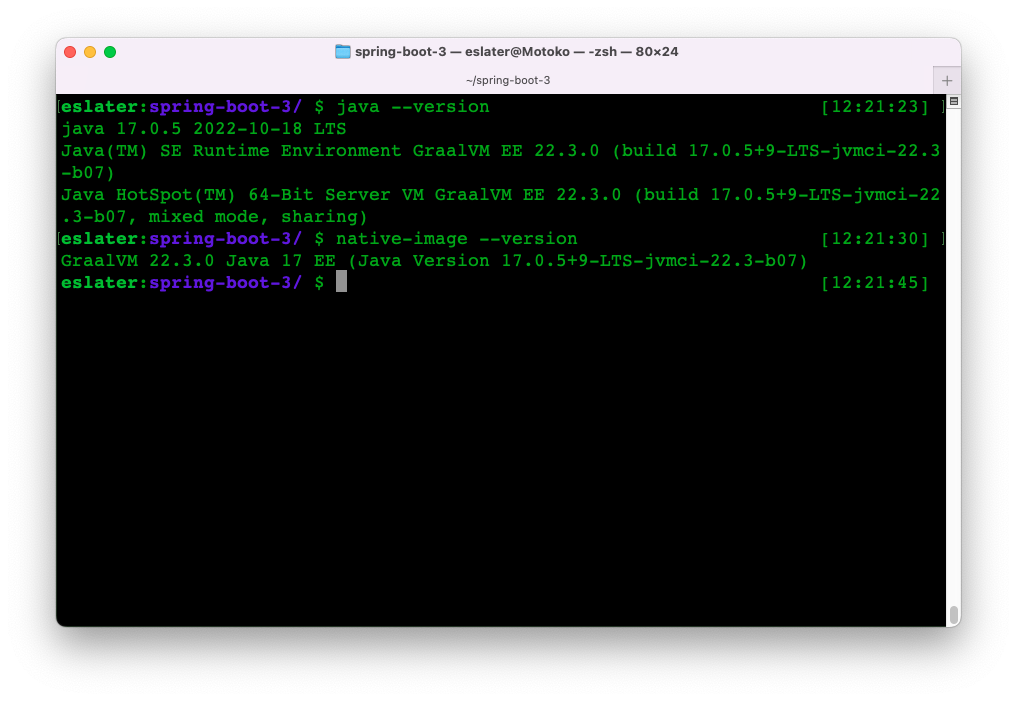 spring-boot-3 — eslater@Motoko — -zsh — 80×24
~/spring-boot-3
[eslater:spring-boot-3/ $ java --version [12:21:23] ]
java 17.0.5 2022-10-18 LTS
Java(TM) SE Runtime Environment GraalVM EE 22.3.0 (build 17.0.5+9-LTS-jvmci-22.3
-b07)
Java HotSpot(TM) 64-Bit Server VM GraalVM EE 22.3.0 (build 17.0.5+9-LTS-jvmci-22
.3-b07, mixed mode, sharing)
[eslater:spring-boot-3/ $ native-image --version [12:21:30] ]
GraalVM 22.3.0 Java 17 EE (Java Version 17.0.5+9-LTS-jvmci-22.3-b07)
eslater:spring-boot-3/ $ [12:21:45]